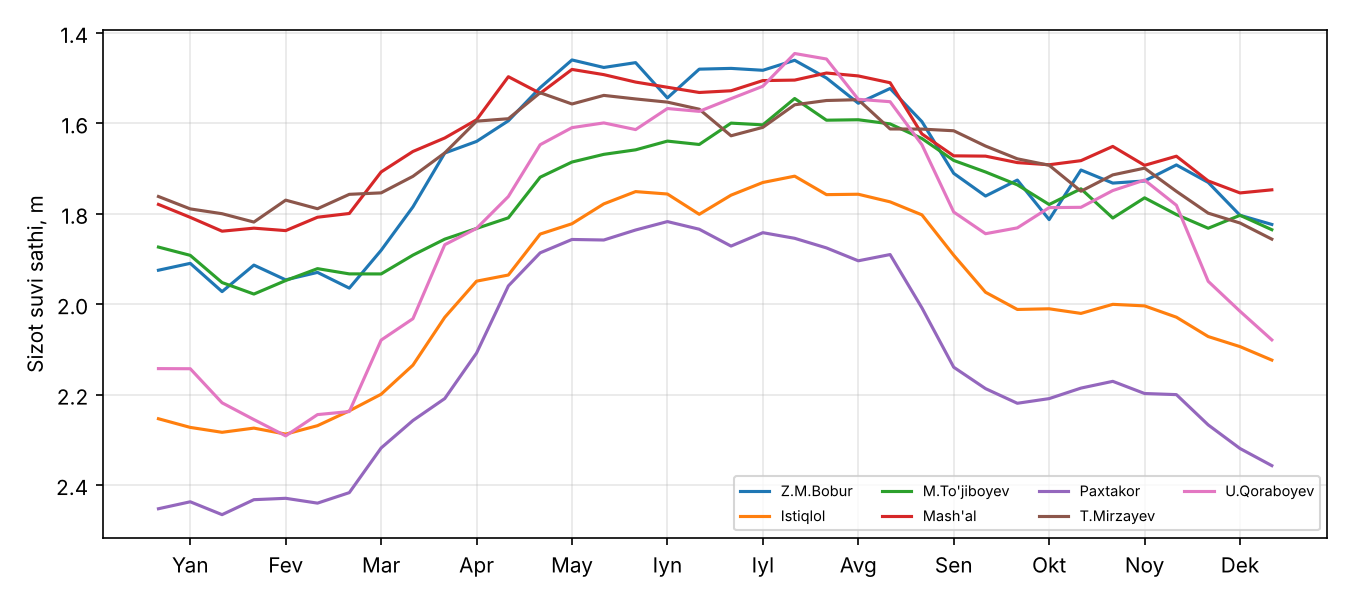 1.4
1.6
1.8
2.0
2.2
2.4
Sizot suvi sathi, m
Yan Fev Mar Apr May Iyn Iyl Avg Sen Okt Noy Dek
Z.M.Bobur M.To'jiboyev Paxtakor U.Qoraboyev
Istiqlol Mash'al T.Mirzayev